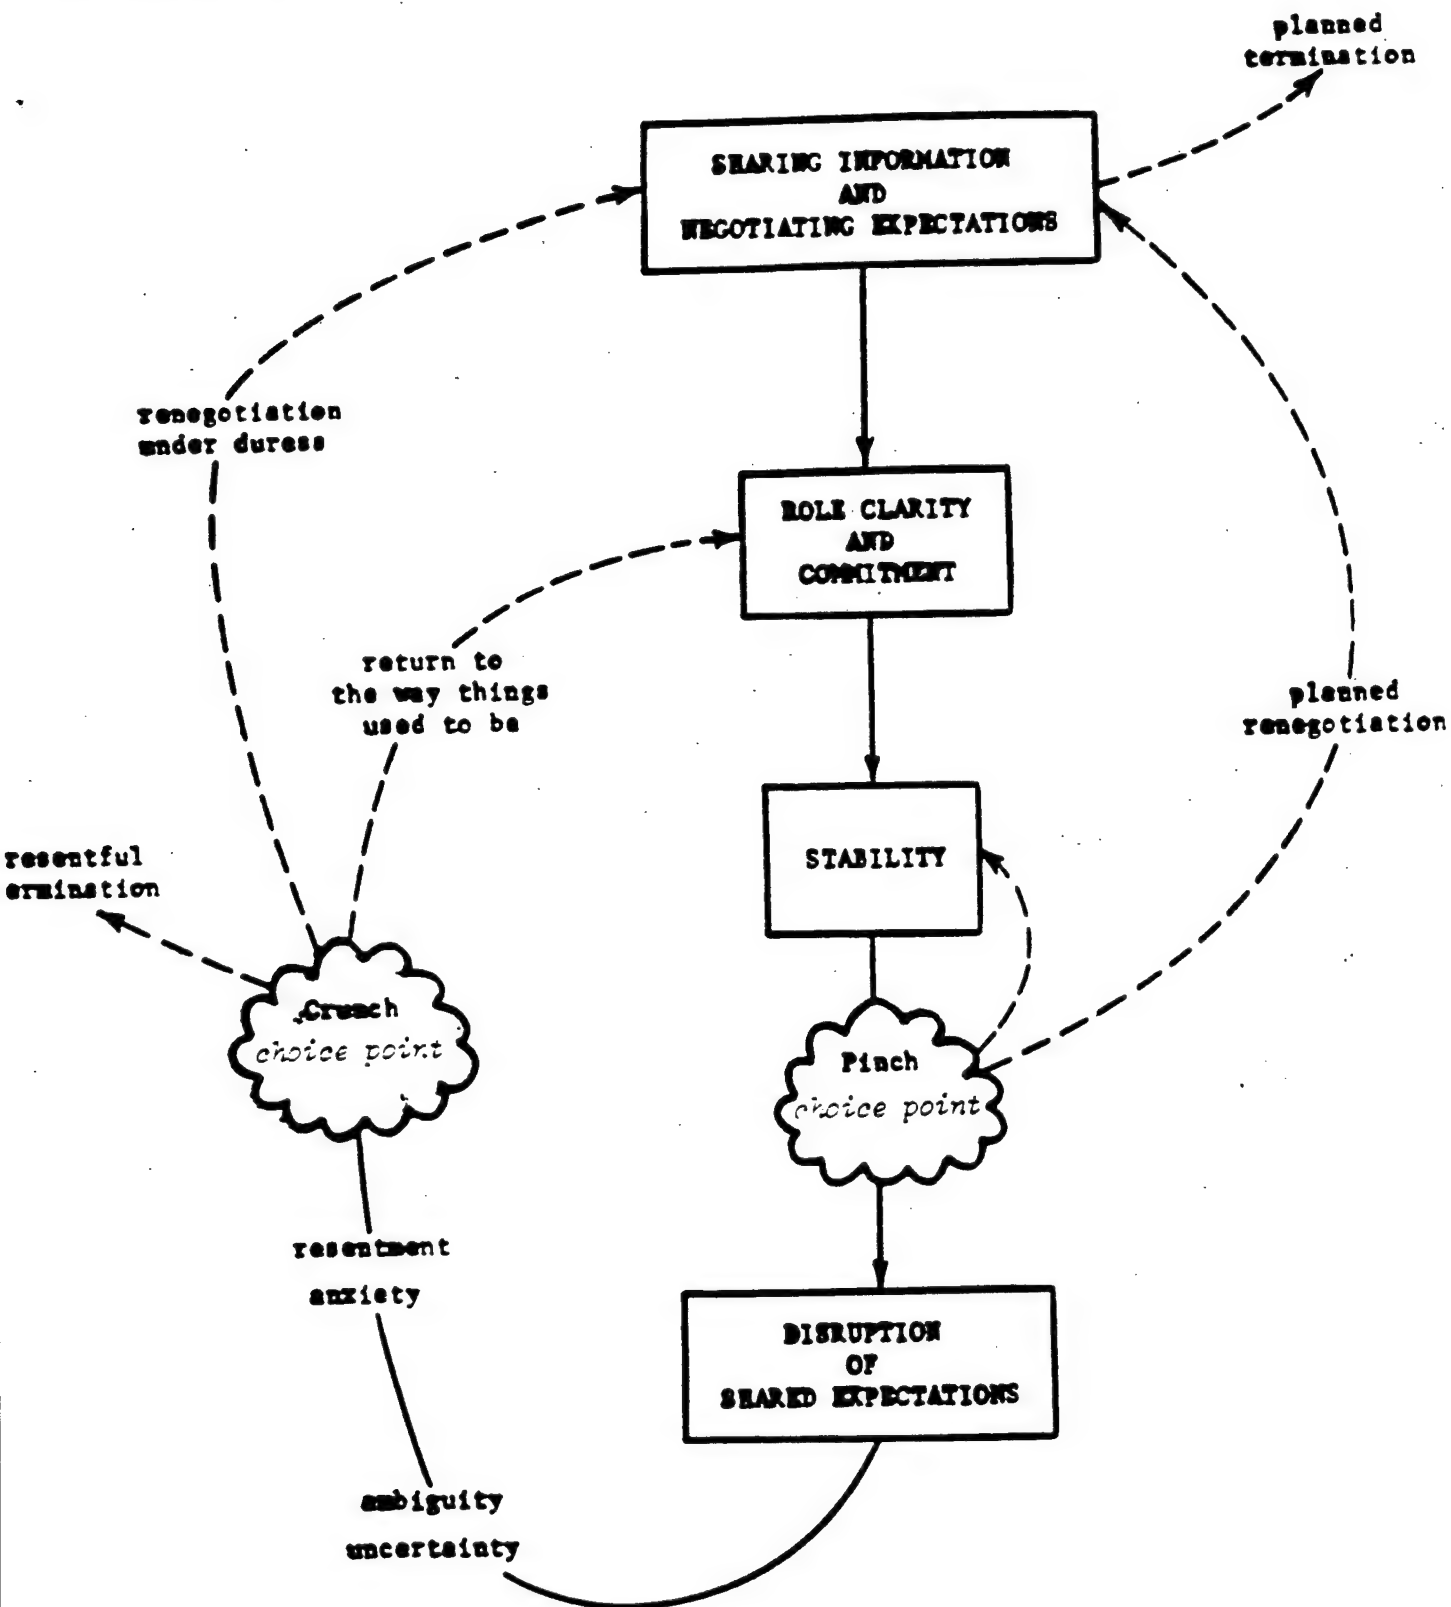 planned
termination
SHARING INFORMATION
AND
NEGOTIATING EXPECTATIONS
renegotiation
under duress
ROLE CLARITY
AND
COMMITMENT
return to
the way things
used to be
planned
renegotiation
STABILITY
resentful
ermination
Crunch
choice point
Pinch
choice point
resentment
anxiety
DISRUPTION
OF
SHARED EXPECTATIONS
ambiguity
uncertainty